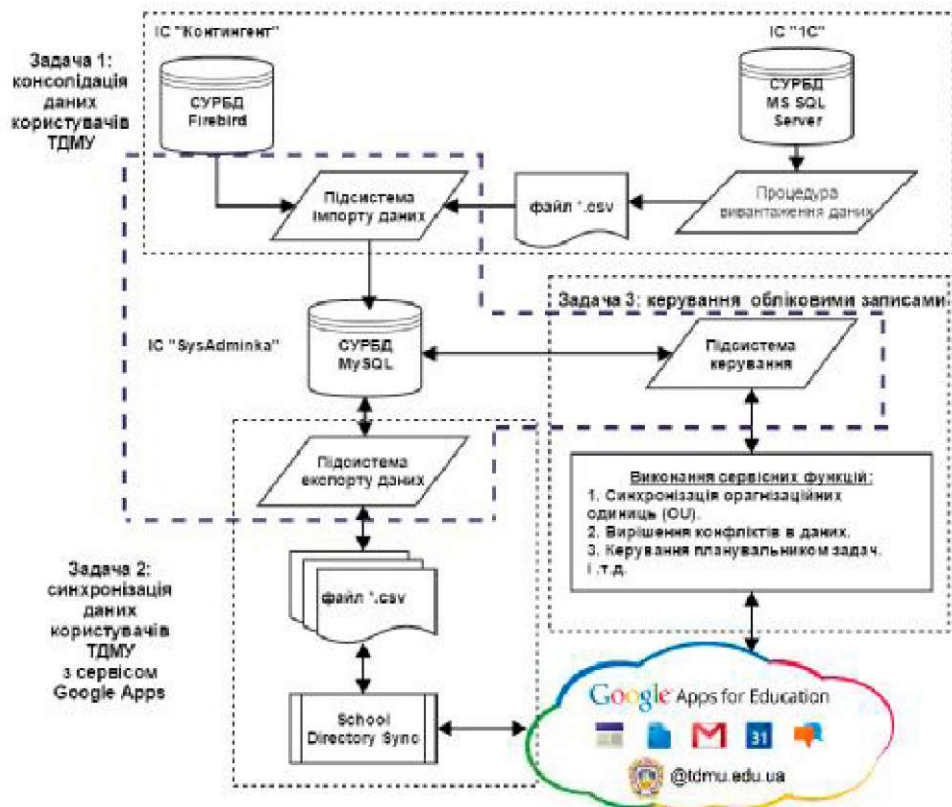 ІС "Контингент"
ІС "1С"
Задача 1:
консолідація
даних
користувачів
ТДМУ
СУРБД
Firebird
СУРБД
MS SQL
Server
Підсистема
імпорту даних
файл *.csv
Процедура
вивантаження даних
Задача 3: керування обліковими записами
ІС "SysAdminka"
СУРБД
MySQL
Підсистема
керування
Підсистема
експорту даних
Виконання сервісних функцій:
1. Синхронізація орагнізаційних
одиниць (OU).
2. Вирішення конфліктів в даних.
3. Керування планувальником задач.
і .т.д.
Задача 2:
синхронізація
даних
користувачів
ТДМУ
з сервісом
Google Apps
файл *.csv
School
Directory Sync
Google Apps for Education
31
@tdmu.edu.ua